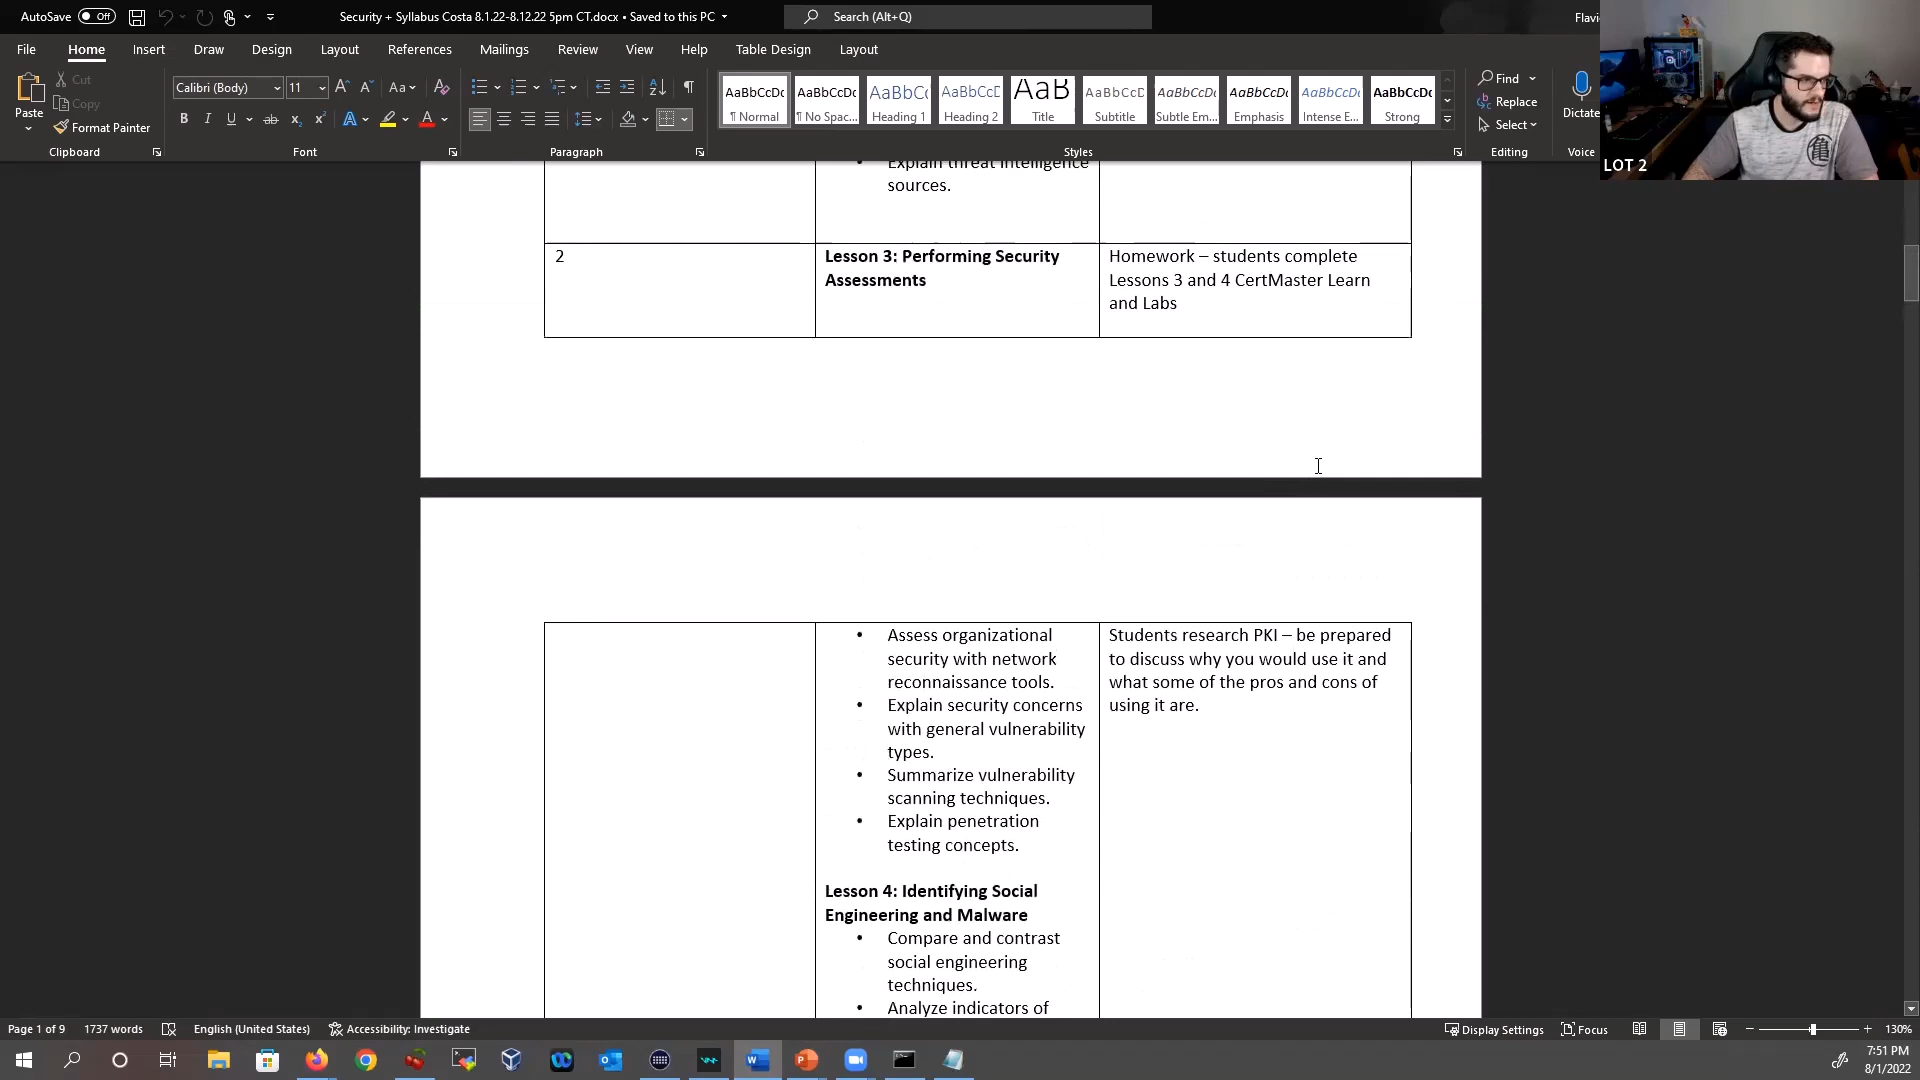 AutoSave Off
Security + Syllabus Costa 8.1.22-8.12.22 5pm CT.docx • Saved to this PC
Search (Alt+Q)
Flavi
File Home Insert Draw Design Layout References Mailings Review View Help Table Design Layout
Paste
Cut
Copy
Format Painter
Clipboard
Calibri (Body) 11
Font
Paragraph
AaBbCcDc AaBbCcDc AaBbC AaBbCcD AaB AaBbCcD AaBbCcDc AaBbCcDc AaBbCcDc AaBbCcDc
¶ Normal ¶ No Spac... Heading 1 Heading 2 Title Subtitle Subtle Em... Emphasis Intense E... Strong
Styles
Find
Replace
Select
Editing
Dictate
Voice
LOT 2
• Explain threat intelligence
sources.
2
Lesson 3: Performing Security
Assessments
Homework – students complete
Lessons 3 and 4 CertMaster Learn
and Labs
• Assess organizational
security with network
reconnaissance tools.
• Explain security concerns
with general vulnerability
types.
• Summarize vulnerability
scanning techniques.
• Explain penetration
testing concepts.
Lesson 4: Identifying Social
Engineering and Malware
• Compare and contrast
social engineering
techniques.
• Analyze indicators of
Students research PKI – be prepared
to discuss why you would use it and
what some of the pros and cons of
using it are.
Page 1 of 9 1737 words English (United States) Accessibility: Investigate
Display Settings Focus 130%
7:51 PM
8/1/2022